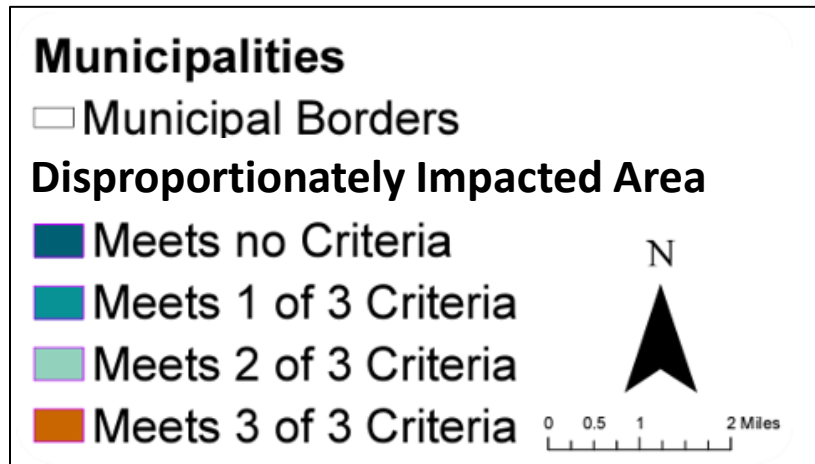 Municipalities
Municipal Borders
Disproportionately Impacted Area
Meets no Criteria
Meets 1 of 3 Criteria
Meets 2 of 3 Criteria
Meets 3 of 3 Criteria
N
0 0.5 1 2 Miles